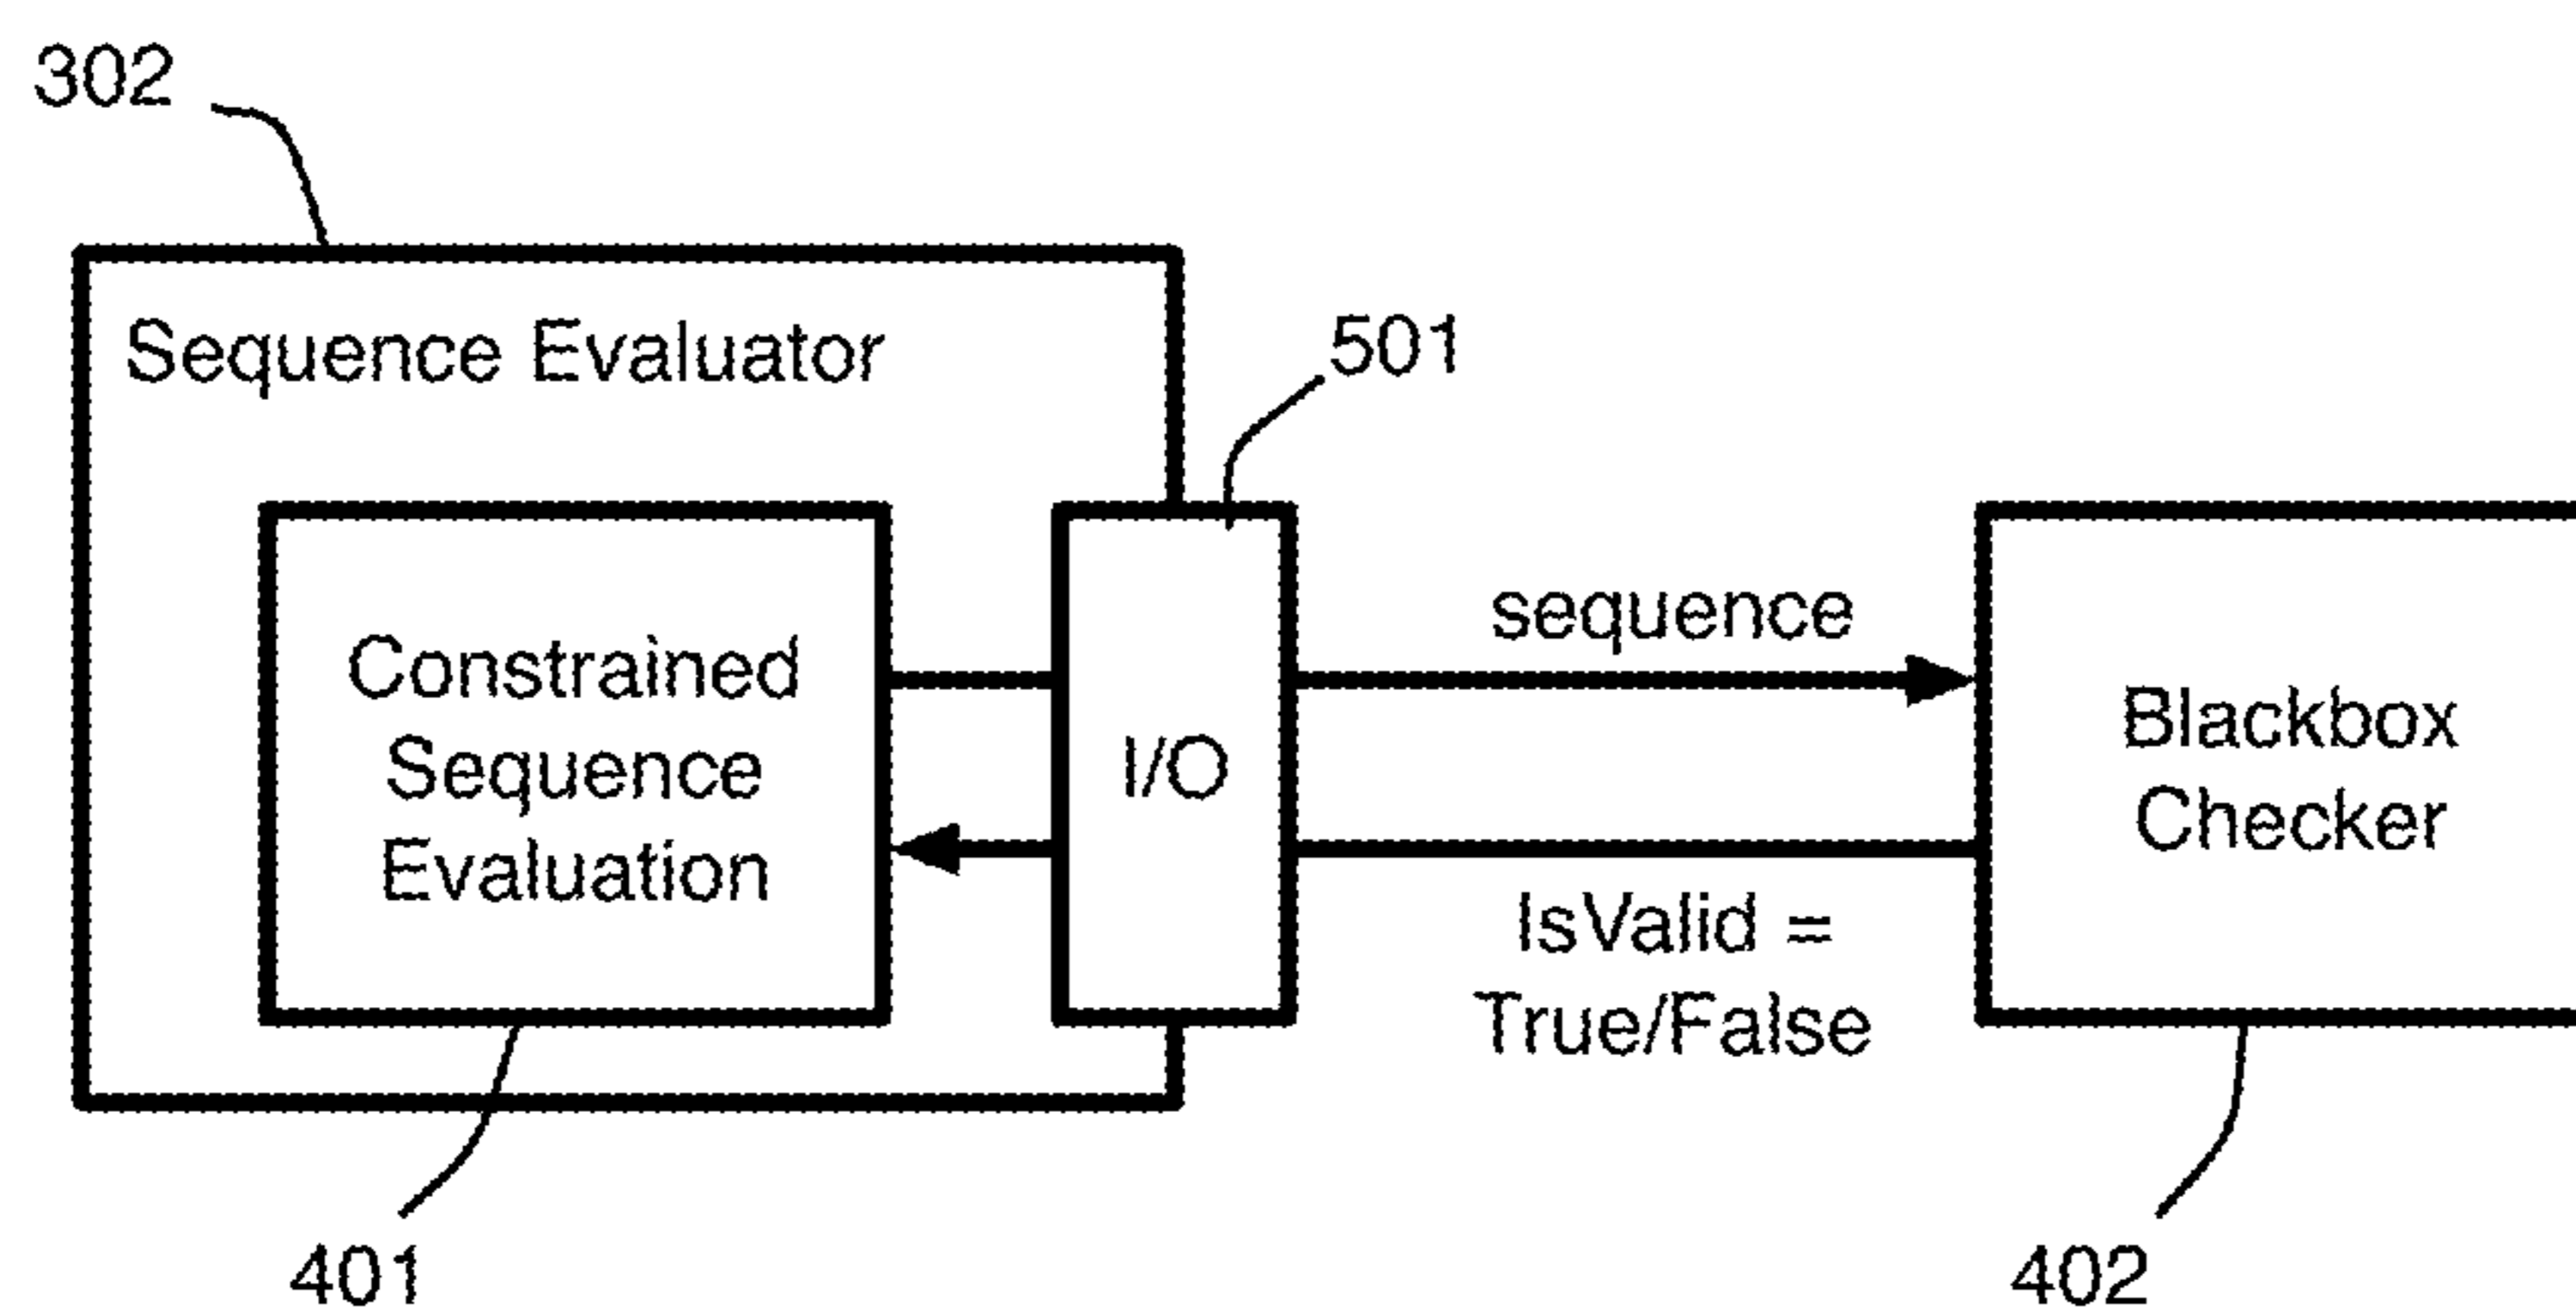 302
Sequence Evaluator
501
Constrained
Sequence
Evaluation
I/O
sequence
IsValid =
True/False
Blackbox
Checker
401
402